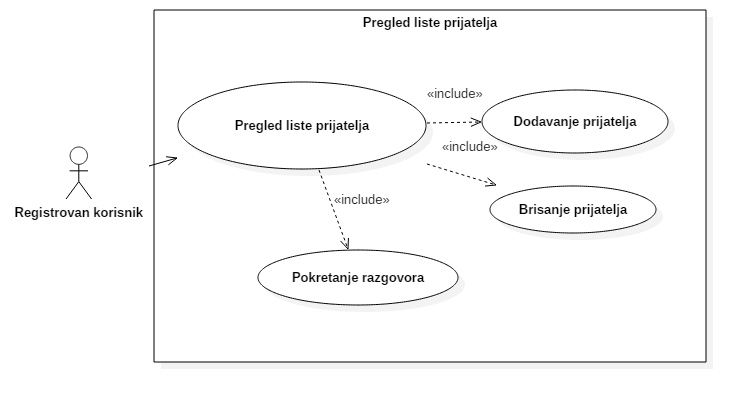 Pregled liste prijatelja
«include»
Dodavanje prijatelja
Pregled liste prijatelja
«include»
«include»
Registrovan korisnik
Brisanje prijatelja
Pokretanje razgovora